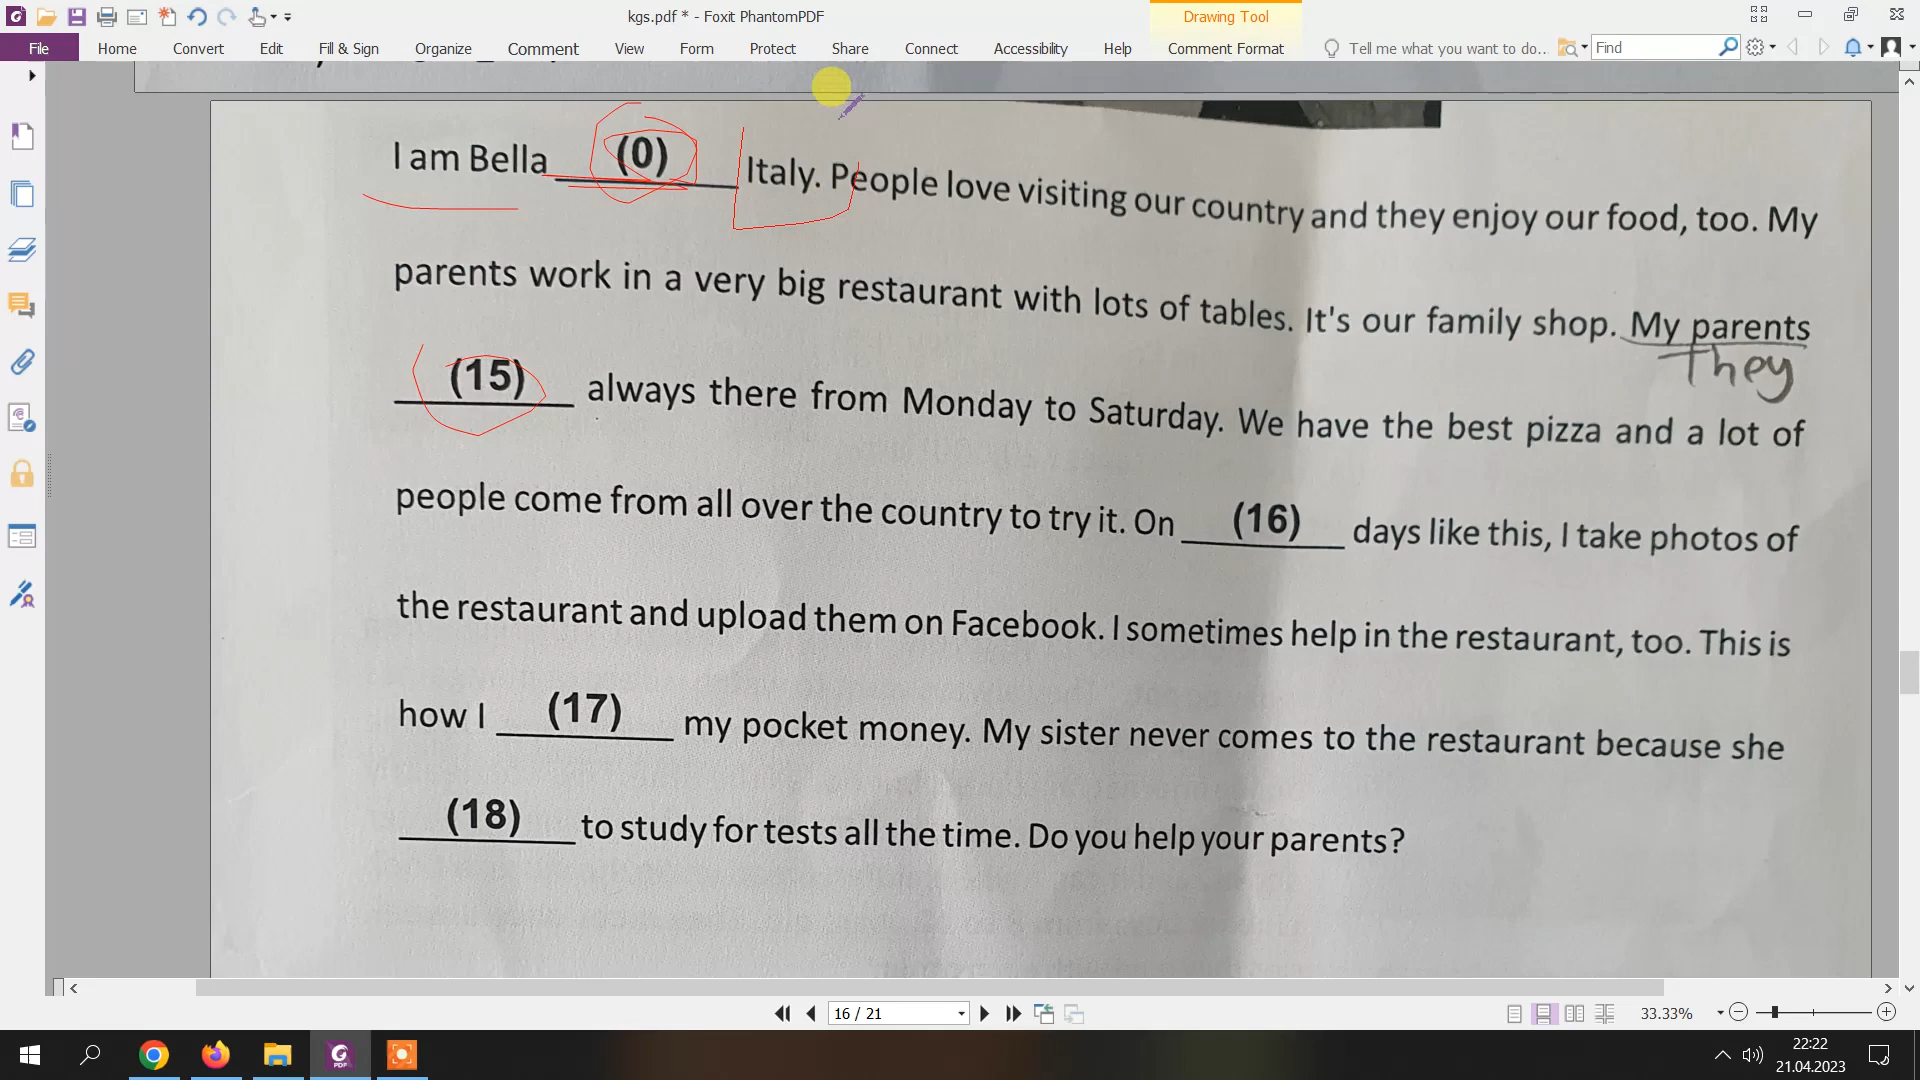 kgs.pdf * - Foxit PhantomPDF
Drawing Tool
File Home Convert Edit Fill & Sign Organize Comment View Form Protect Share Connect Accessibility Help Comment Format Tell me what you want to do... Find
I am Bella (0) Italy. People love visiting our country and they enjoy our food, too. My
parents work in a very big restaurant with lots of tables. It's our family shop. My parents
They
(15) always there from Monday to Saturday. We have the best pizza and a lot of
people come from all over the country to try it. On (16) days like this, I take photos of
the restaurant and upload them on Facebook. I sometimes help in the restaurant, too. This is
how I (17) my pocket money. My sister never comes to the restaurant because she
(18) to study for tests all the time. Do you help your parents?
16 / 21
33.33%
PDF
22:22
21.04.2023